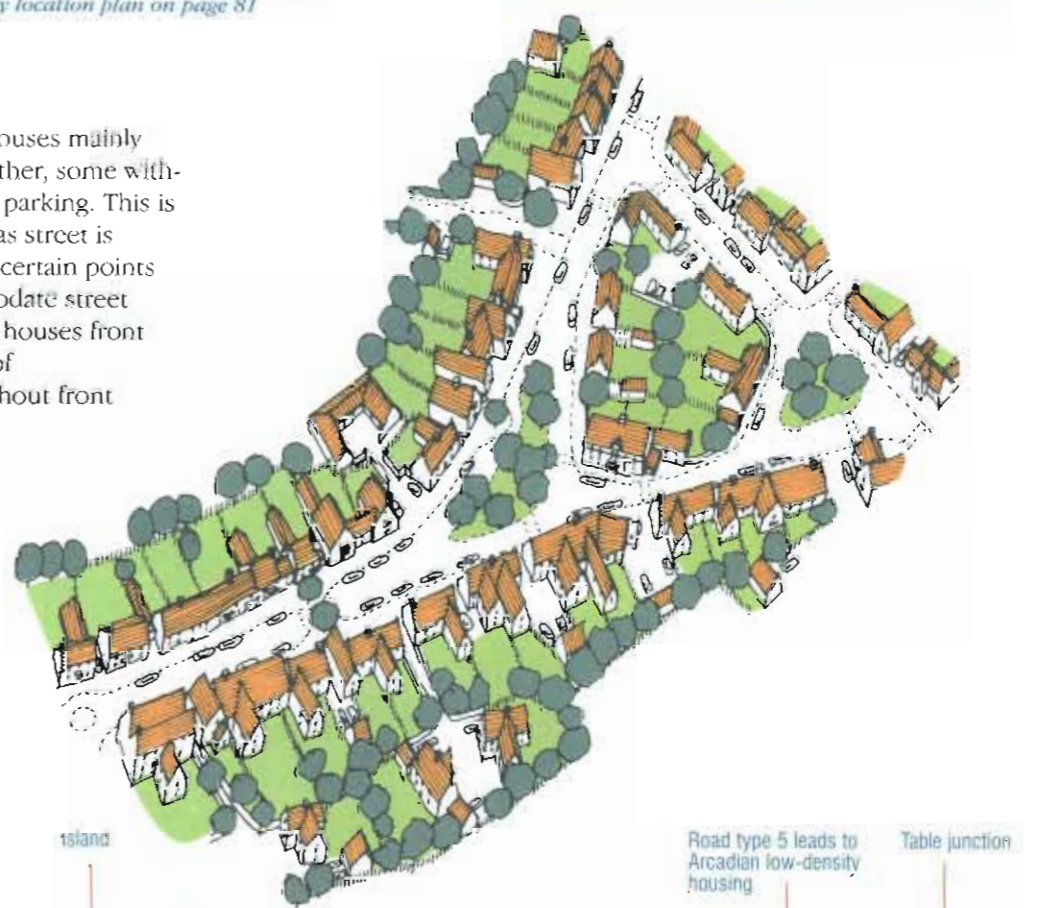 y location plan on page 81
ouses mainly
ther, some with-
parking. This is
as street is
certain points
odate street
houses front
of
hout front
Island
Road type 5 leads to
Arcadian low-density
housing
Table junction